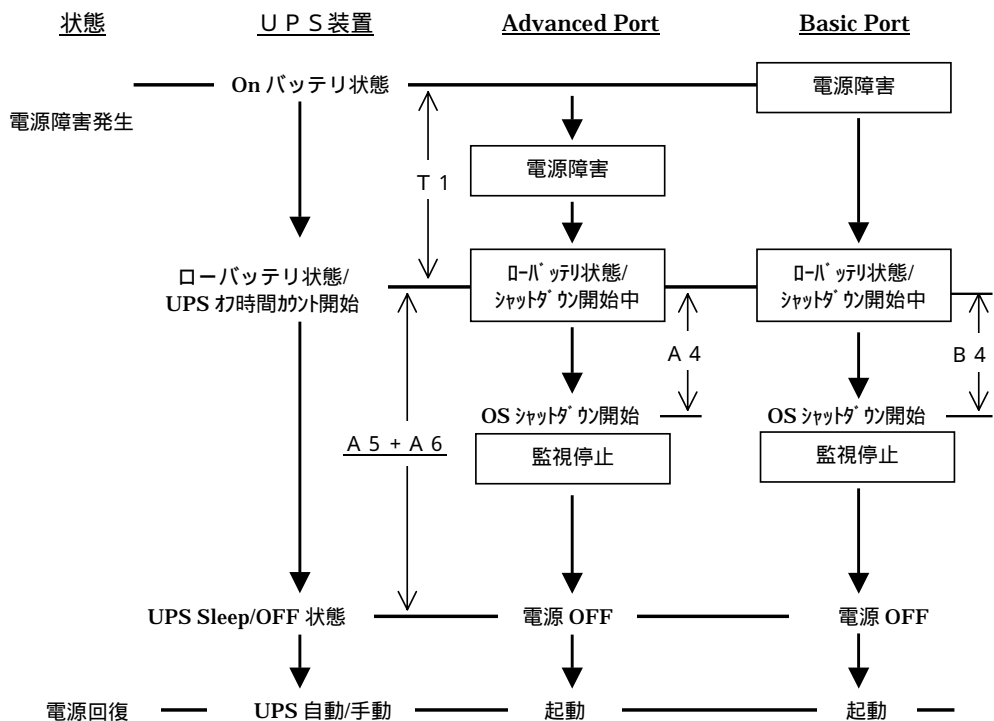 状態 ＵＰＳ装置 Advanced Port Basic Port
On バッテリ状態 電源障害
電源障害発生
電源障害
Ｔ１
ローバッテリ状態/
UPS ｵﾌ時間ｶｳﾝﾄ開始
ﾛｰﾊﾞｯﾃﾘ状態/
ｼｬｯﾄﾀﾞｳﾝ開始中
ﾛｰﾊﾞｯﾃﾘ状態/
ｼｬｯﾄﾀﾞｳﾝ開始中
Ａ４ Ｂ４
OS ｼｬｯﾄﾀﾞｳﾝ開始 OS ｼｬｯﾄﾀﾞｳﾝ開始
Ａ５＋Ａ６ 監視停止 監視停止
UPS Sleep/OFF 状態 電源 OFF 電源 OFF
電源回復 UPS 自動/手動 起動 起動